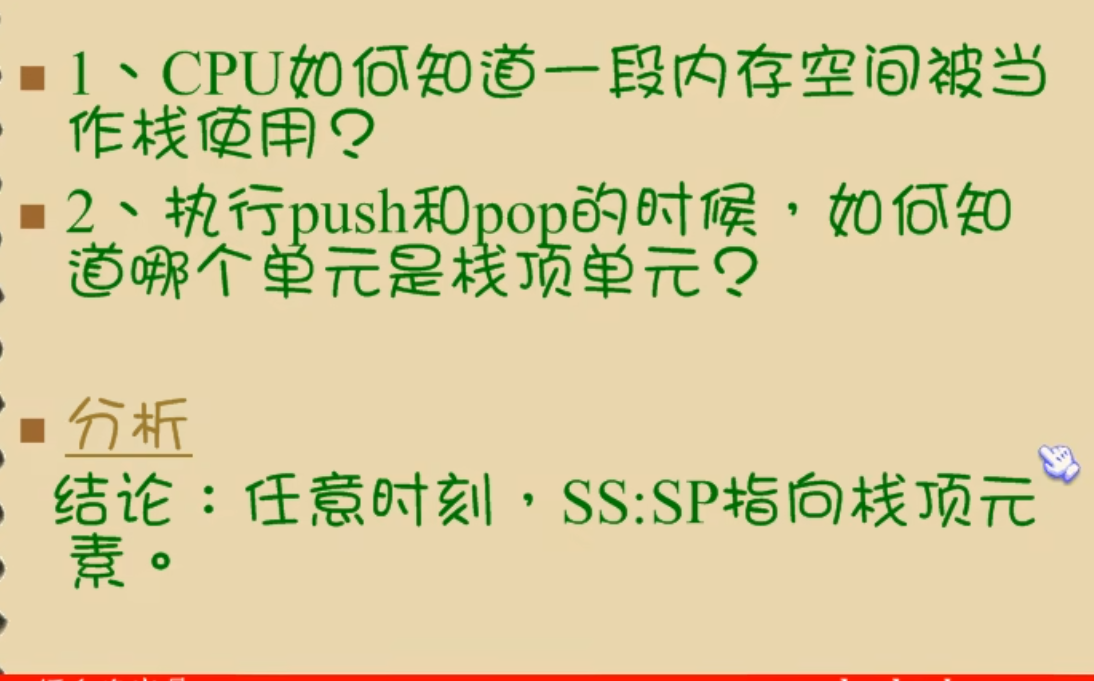 1、CPU如何知道一段内存空间被当
作栈使用?
2、执行push和pop的时候,如何知
道哪个单元是栈顶单元?
分析
结论:任意时刻,SS:SP指向栈顶元
素。